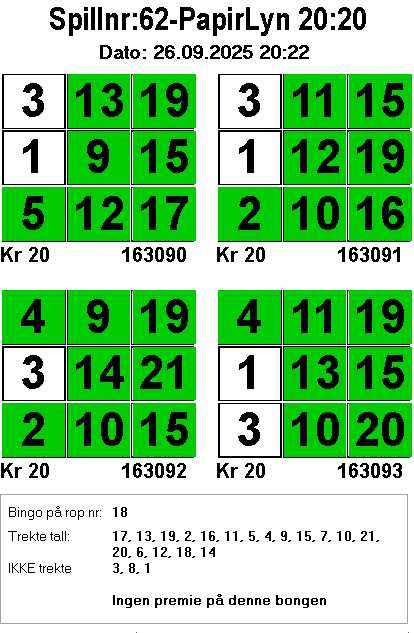 Spillnr:62-PapirLyn 20:20
Dato: 26.09.2025 20:22
3 13 19
1 9 15
5 12 17
Kr 20 163090
3 11 15
1 12 19
2 10 16
Kr 20 163091
4 9 19
3 14 21
2 10 15
Kr 20 163092
4 11 19
1 13 15
3 10 20
Kr 20 163093
Bingo på rop nr: 18
Trekte tall: 17, 13, 19, 2, 16, 11, 5, 4, 9, 15, 7, 10, 21,
20, 6, 12, 18, 14
IKKE trekte 3, 8, 1
Ingen premie på denne bongen